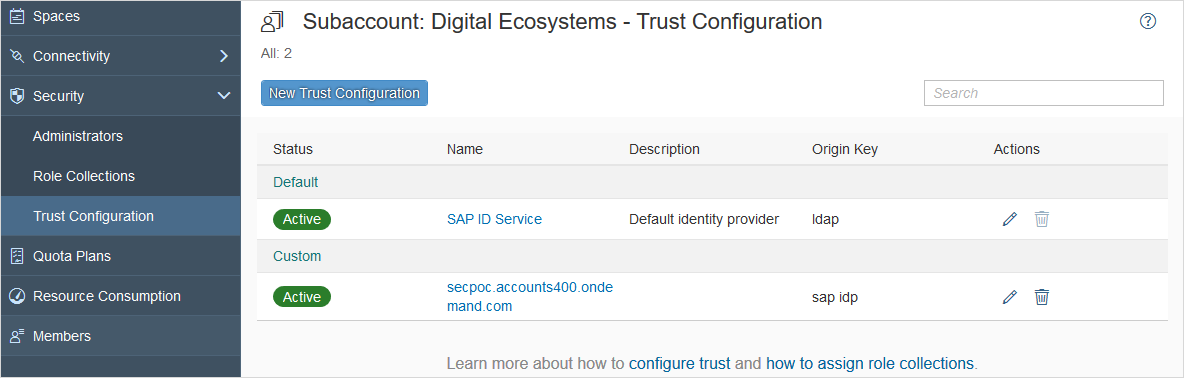 Spaces
Connectivity
Security
Administrators
Role Collections
Trust Configuration
Quota Plans
Resource Consumption
Members
Subaccount: Digital Ecosystems - Trust Configuration
All: 2
New Trust Configuration
Search
Status Name Description Origin Key Actions
Default
Active SAP ID Service Default identity provider ldap
Custom
Active secpoc.accounts400.onde
mand.com sap idp
Learn more about how to configure trust and how to assign role collections.